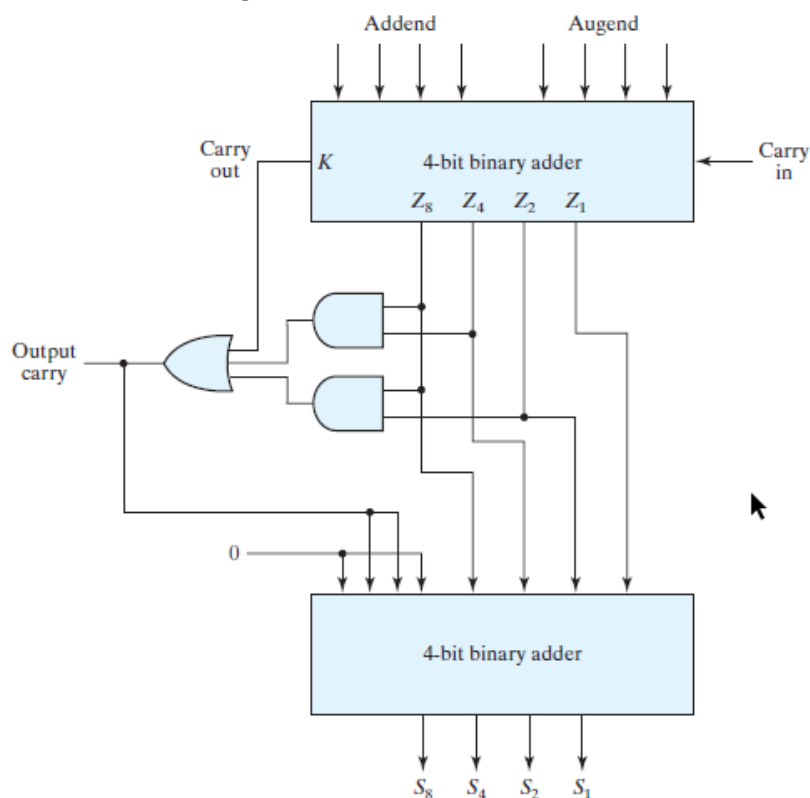 Addend Augend
Carry
out
K
4-bit binary adder
Carry
in
Z₈ Z₄ Z₂ Z₁
Output
carry
0
4-bit binary adder
S₈ S₄ S₂ S₁